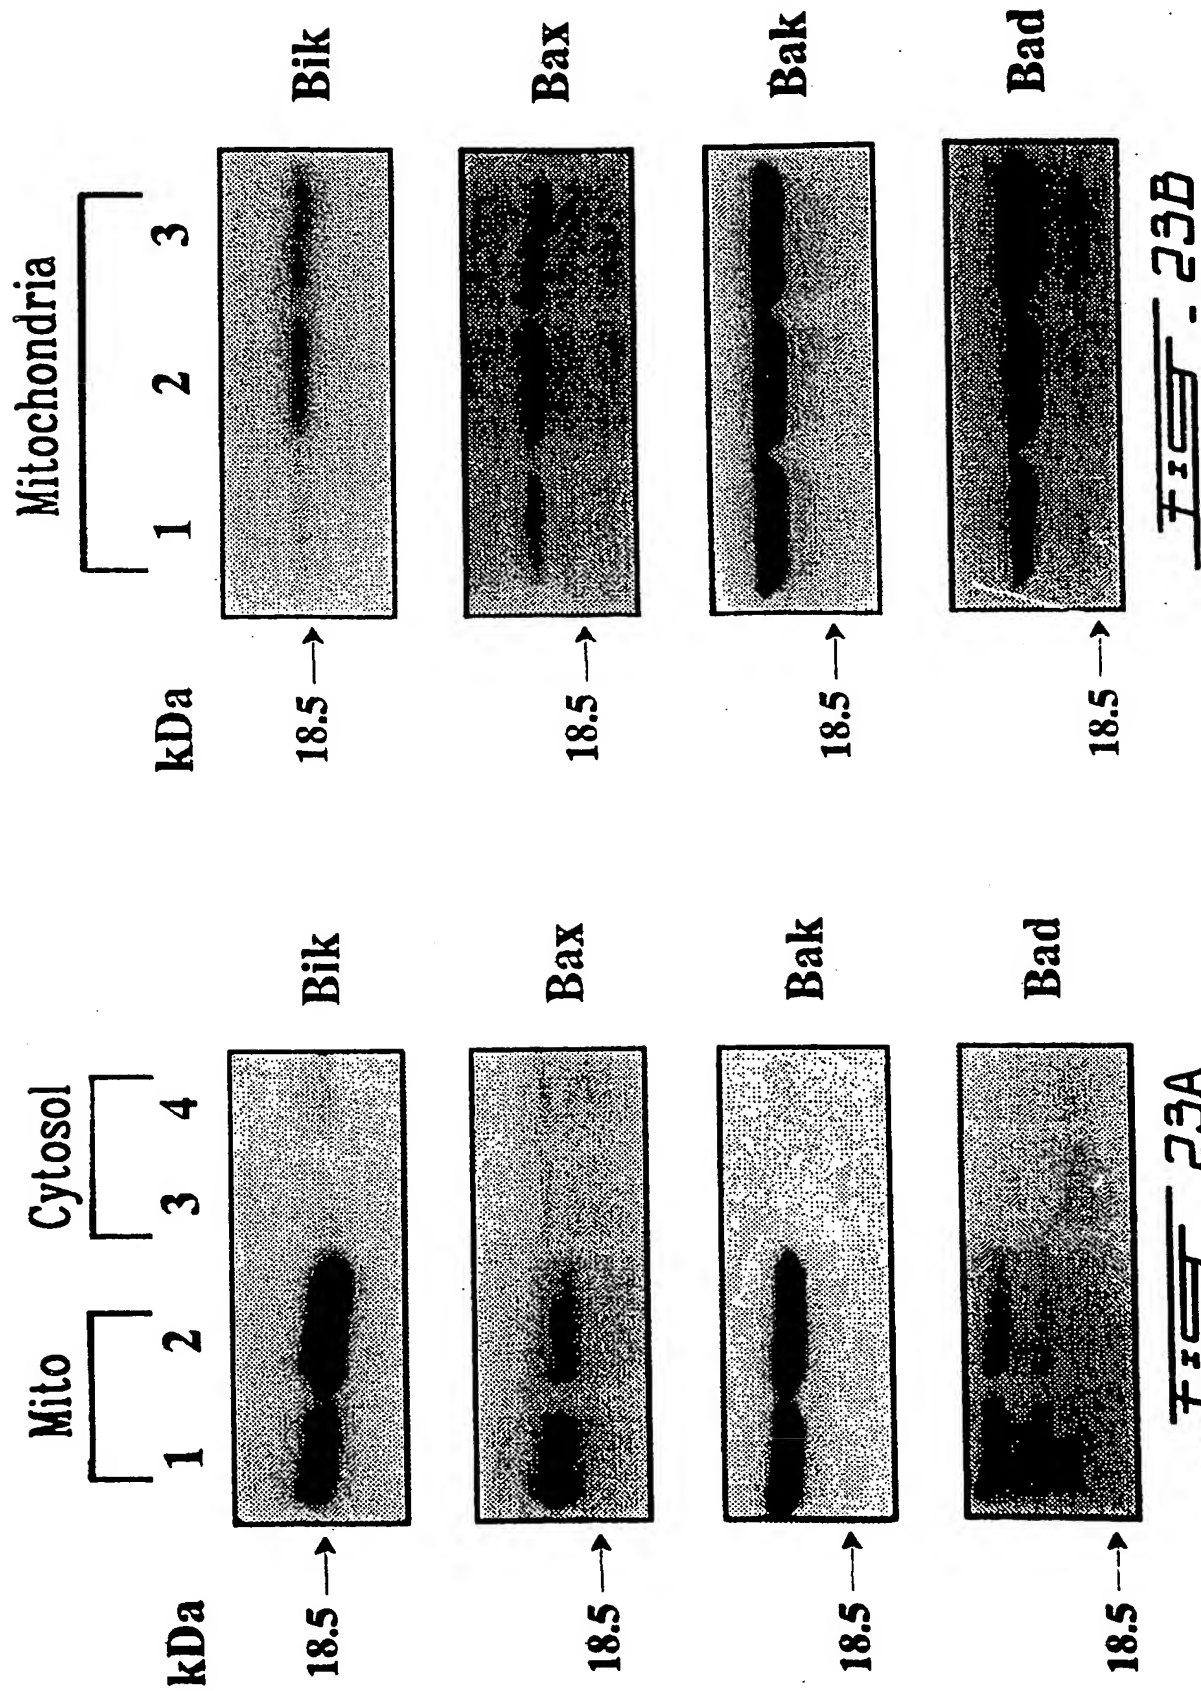 Mito Cytosol
kDa 1 2 3 4
18.5 → Bik
18.5 → Bax
18.5 → Bak
18.5 → Bad
FIG - 23A
Mitochondria
kDa 1 2 3
18.5 → Bik
18.5 → Bax
18.5 → Bak
18.5 → Bad
FIG - 23B